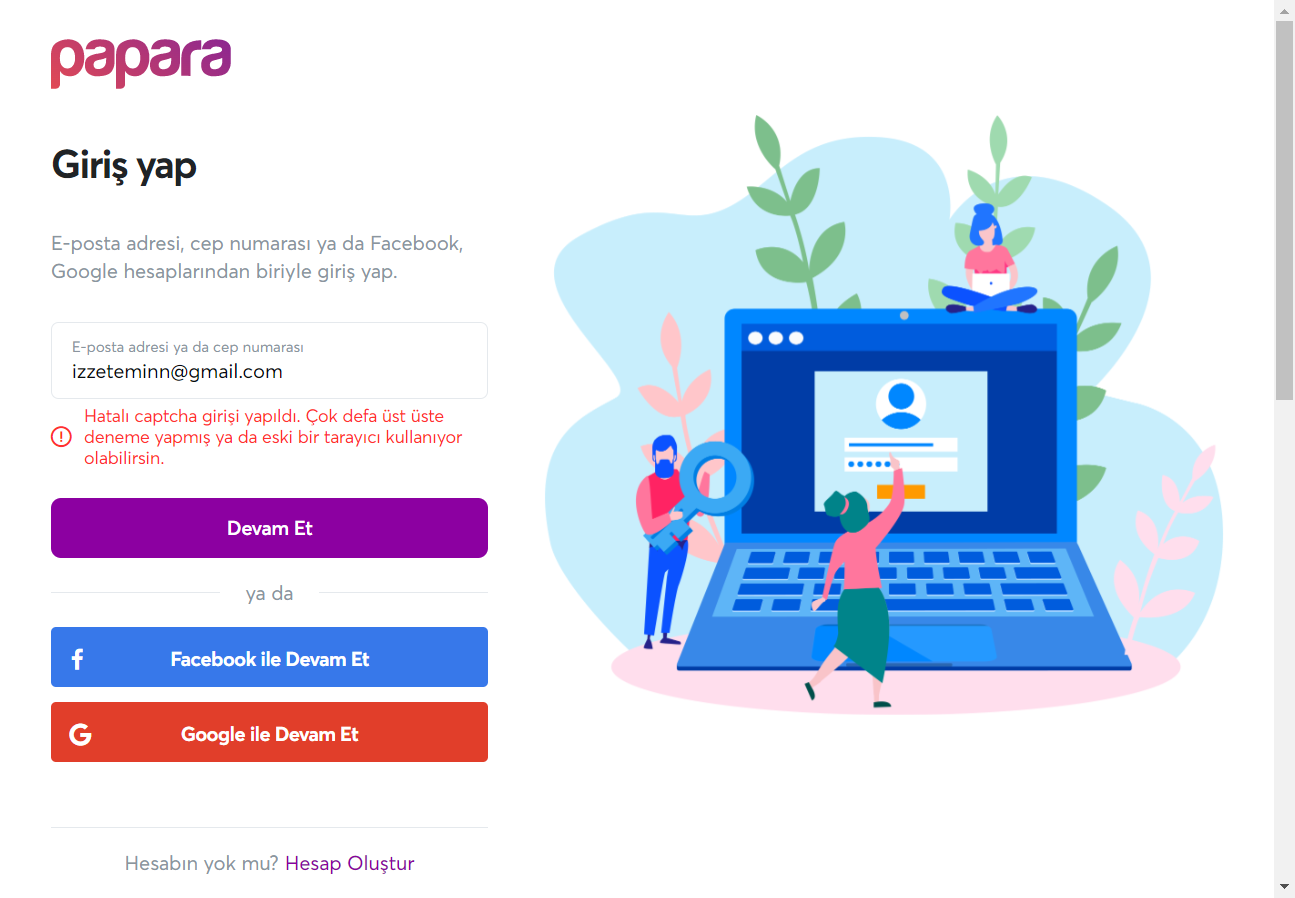 papara
Giriş yap
E-posta adresi, cep numarası ya da Facebook,
Google hesaplarından biriyle giriş yap.
E-posta adresi ya da cep numarası
izzeteminn@gmail.com
Hatalı captcha girişi yapıldı. Çok defa üst üste
deneme yapmış ya da eski bir tarayıcı kullanıyor
olabilirsin.
Devam Et
ya da
Facebook ile Devam Et
Google ile Devam Et
Hesabın yok mu? Hesap Oluştur